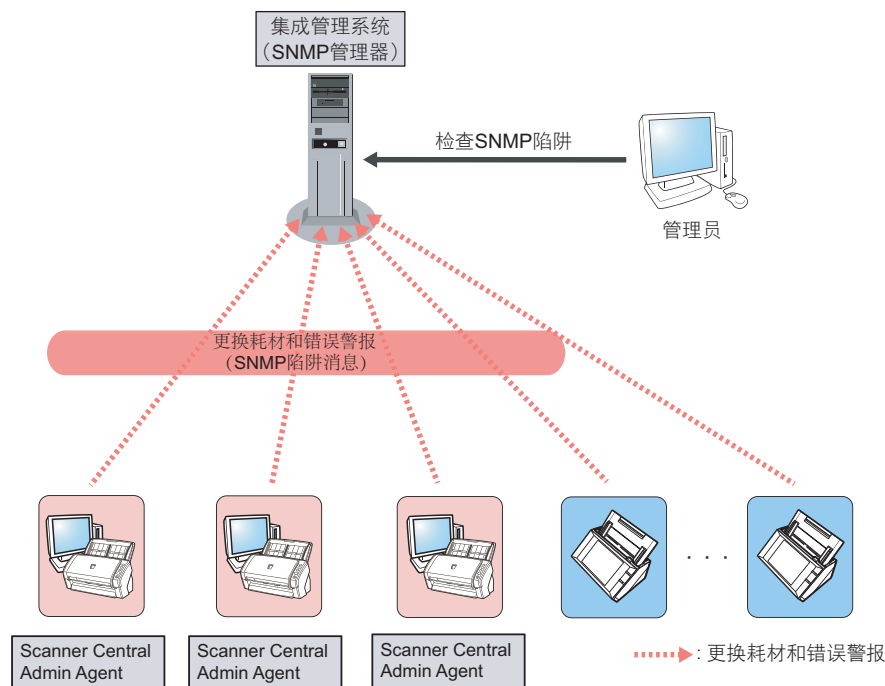 集成管理系统
（SNMP管理器）
检查SNMP陷阱
管理员
更换耗材和错误警报
(SNMP陷阱消息)
. . .
Scanner Central
Admin Agent
Scanner Central
Admin Agent
Scanner Central
Admin Agent
: 更换耗材和错误警报